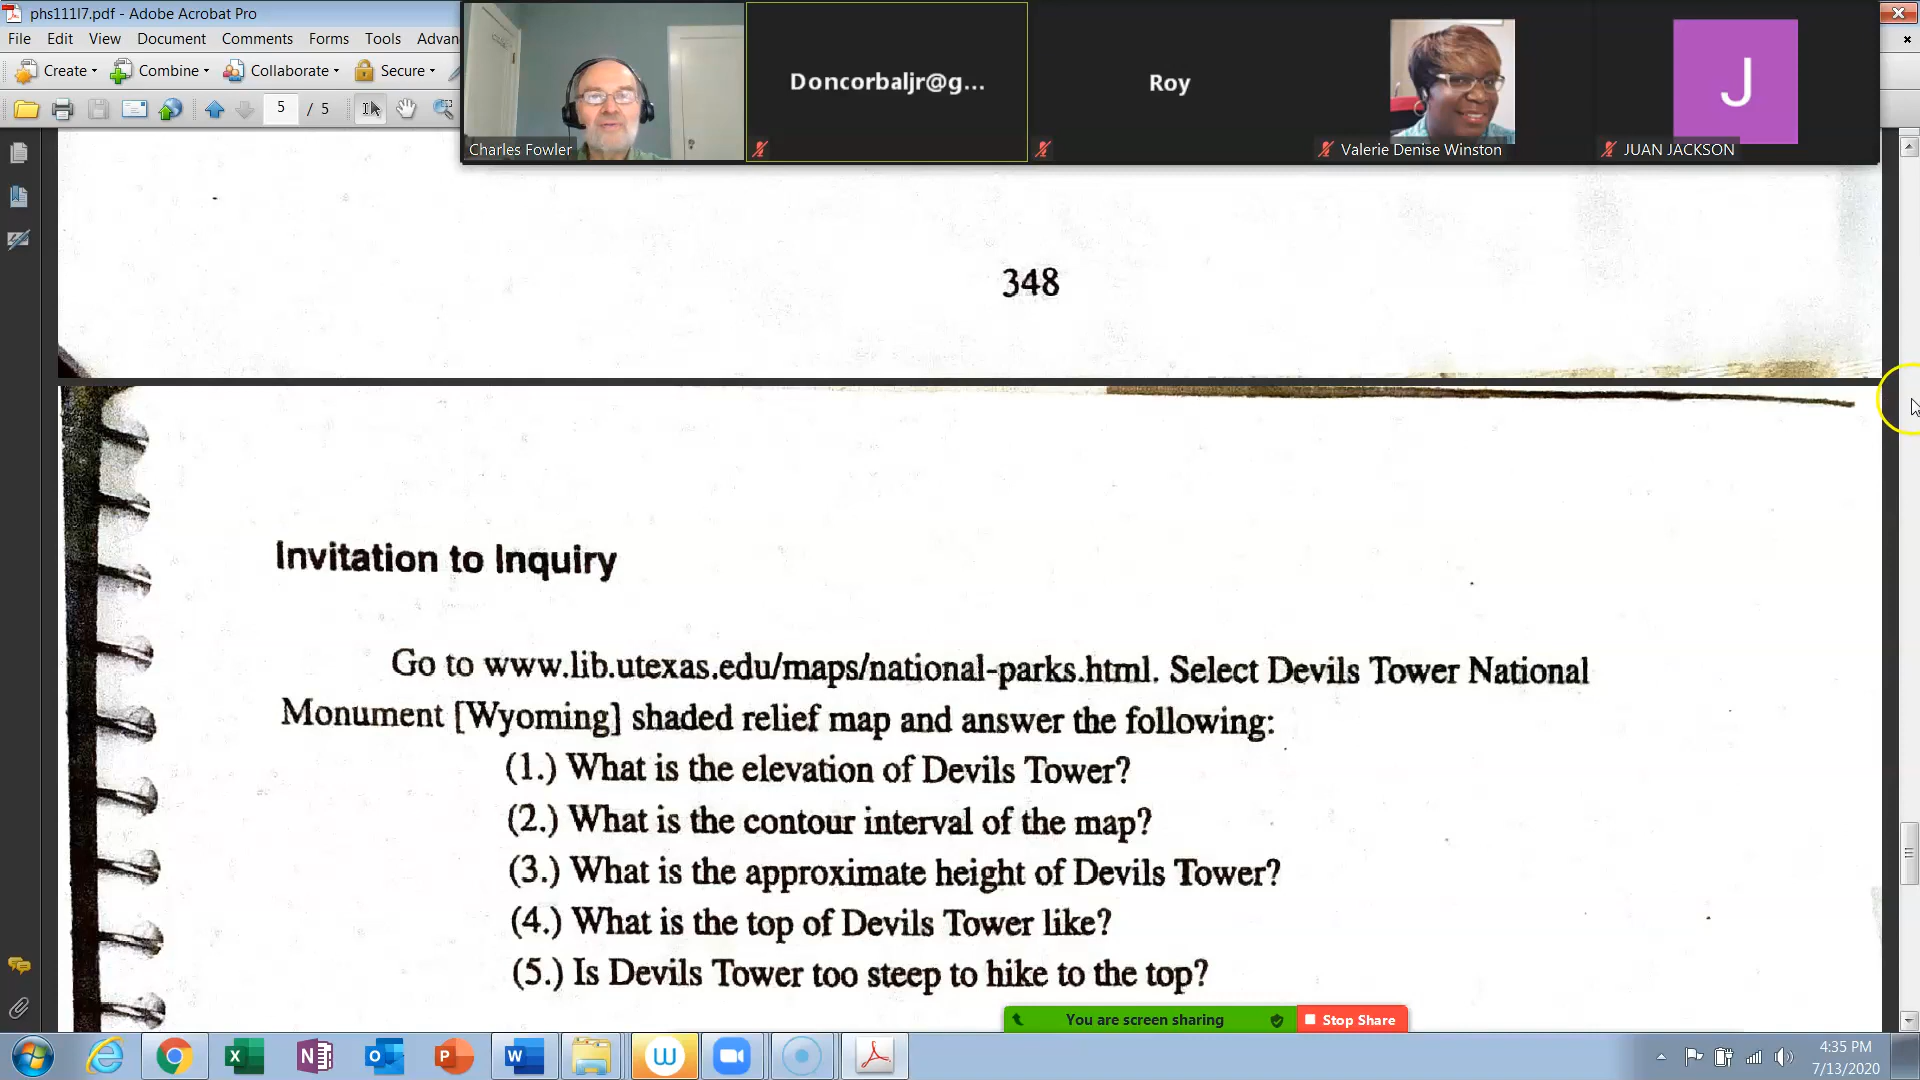 phs111l7.pdf - Adobe Acrobat Pro
File Edit View Document Comments Forms Tools Advan
Create Combine Collaborate Secure
5 / 5
Charles Fowler
Doncorbaljr@g...
Roy
Valerie Denise Winston
J
JUAN JACKSON
348
Invitation to Inquiry
Go to www.lib.utexas.edu/maps/national-parks.html. Select Devils Tower National
Monument [Wyoming] shaded relief map and answer the following:
(1.) What is the elevation of Devils Tower?
(2.) What is the contour interval of the map?
(3.) What is the approximate height of Devils Tower?
(4.) What is the top of Devils Tower like?
(5.) Is Devils Tower too steep to hike to the top?
You are screen sharing Stop Share
4:35 PM
7/13/2020